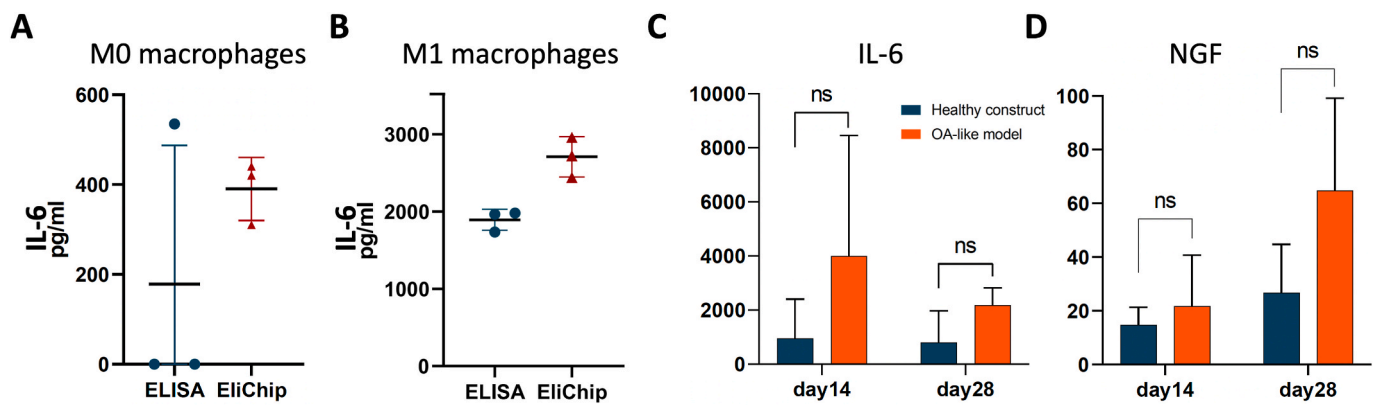 A
M0 macrophages
IL-6
pg/ml
600
400
200
0
ELISA
EliChip
B
M1 macrophages
IL-6
pg/ml
3000
2000
1000
0
ELISA
EliChip
C
IL-6
10000
8000
6000
4000
2000
0
ns
ns
Healthy construct
OA-like model
day14
day28
D
NGF
100
80
60
40
20
0
ns
ns
day14
day28